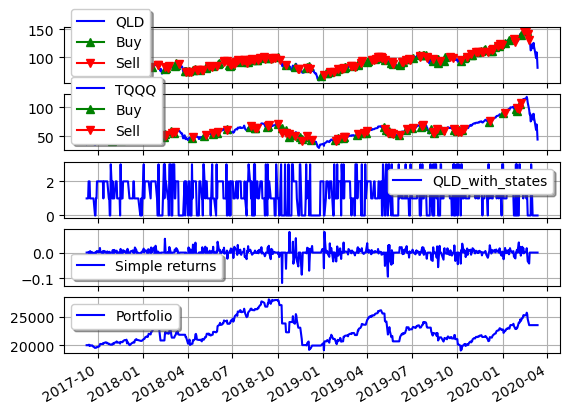 QLD
Buy
Sell
150
100
TQQQ
Buy
Sell
100
50
QLD_with_states
2
0
Simple returns
0.0
−0.1
Portfolio
25000
20000
2017-10 2018-01 2018-04 2018-07 2018-10 2019-01 2019-04 2019-07 2019-10 2020-01 2020-04